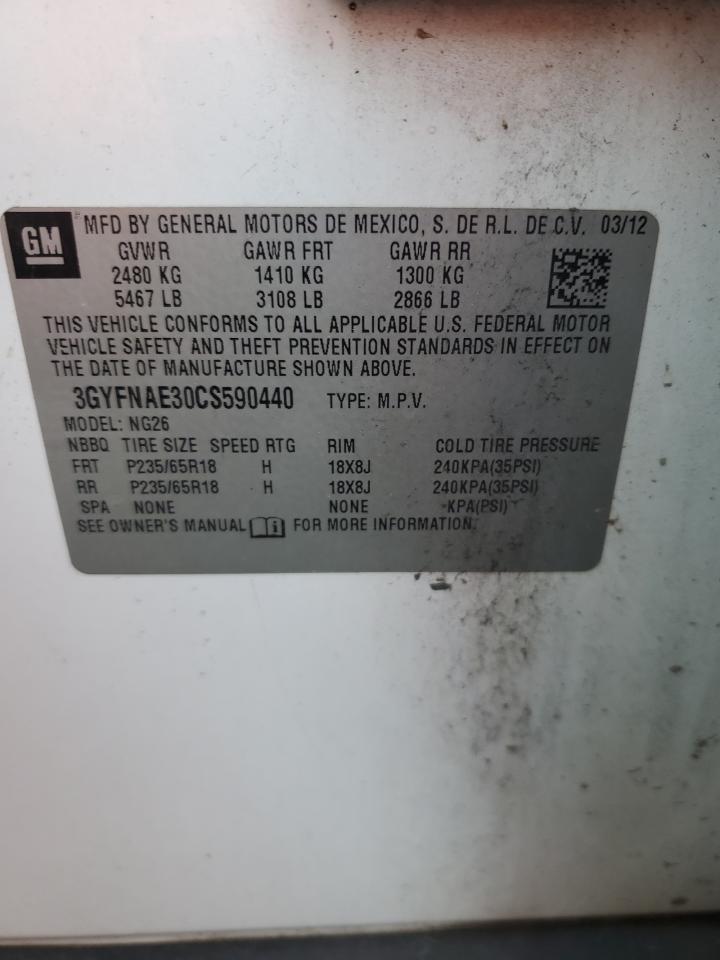 GM MFD BY GENERAL MOTORS DE MEXICO, S. DE R.L. DE C.V. 03/12
GVWR GAWR FRT GAWR RR
2480 KG 1410 KG 1300 KG
5467 LB 3108 LB 2866 LB
THIS VEHICLE CONFORMS TO ALL APPLICABLE U.S. FEDERAL MOTOR
VEHICLE SAFETY AND THEFT PREVENTION STANDARDS IN EFFECT ON
THE DATE OF MANUFACTURE SHOWN ABOVE.
3GYFNAE30CS590440 TYPE: M.P.V.
MODEL: NG26
NBBQ TIRE SIZE SPEED RTG RIM COLD TIRE PRESSURE
FRT P235/65R18 H 18X8J 240KPA(35PSI)
RR P235/65R18 H 18X8J 240KPA(35PSI)
SPA NONE NONE -KPA(PSI)
SEE OWNER'S MANUAL i FOR MORE INFORMATION.